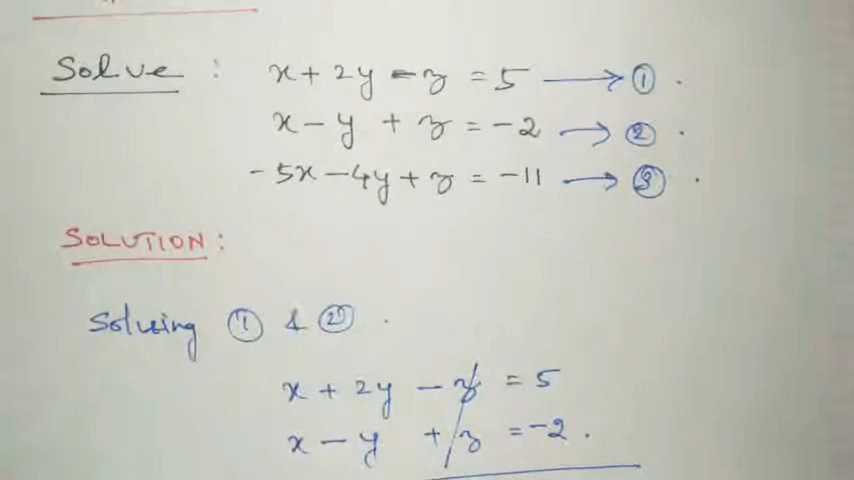 Solve : x + 2y - z = 5 → ①
x - y + z = -2 → ②
-5x - 4y + z = -11 → ③
SOLUTION:
Solving ① & ②.
x + 2y - z = 5
x - y + z = -2.